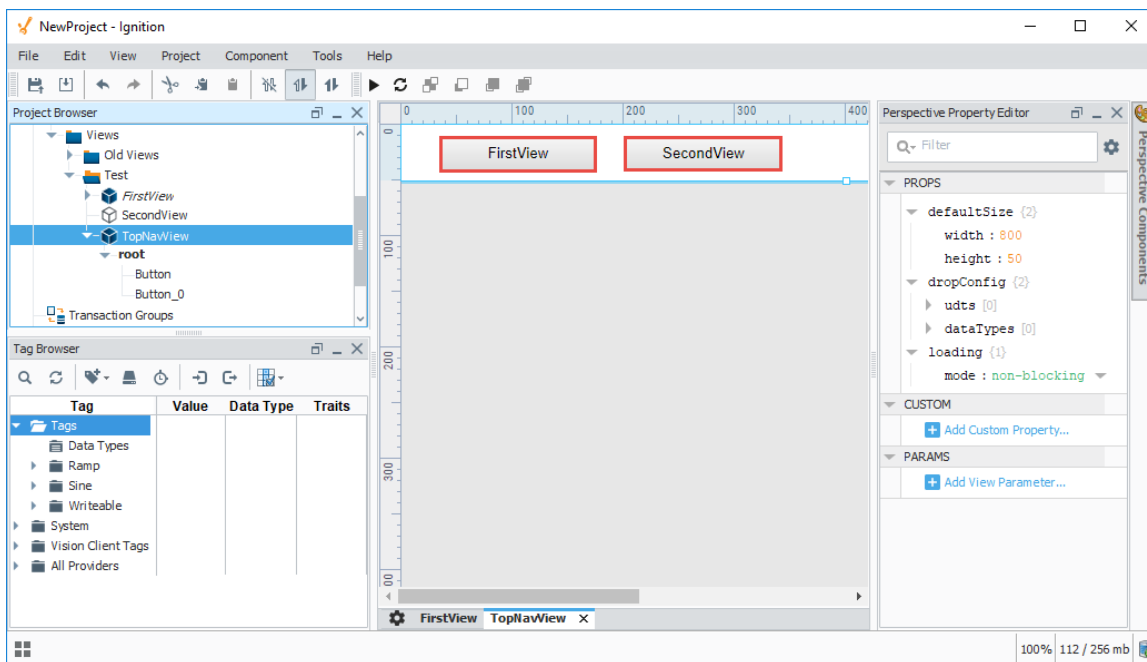 NewProject - Ignition
File Edit View Project Component Tools Help
Project Browser
Views
Old Views
Test
FirstView
SecondView
TopNavView
root
Button
Button_0
Transaction Groups
Tag Browser
Tag Value Data Type Traits
Tags
Data Types
Ramp
Sine
Writeable
System
Vision Client Tags
All Providers
0 100 200 300 400
100
200
300
00
FirstView SecondView
FirstView TopNavView
Perspective Property Editor
Filter
PROPS
defaultSize {2}
width : 800
height : 50
dropConfig {2}
udts [0]
dataTypes [0]
loading {1}
mode : non-blocking
CUSTOM
Add Custom Property...
PARAMS
Add View Parameter...
Perspective Components
100% 112 / 256 mb